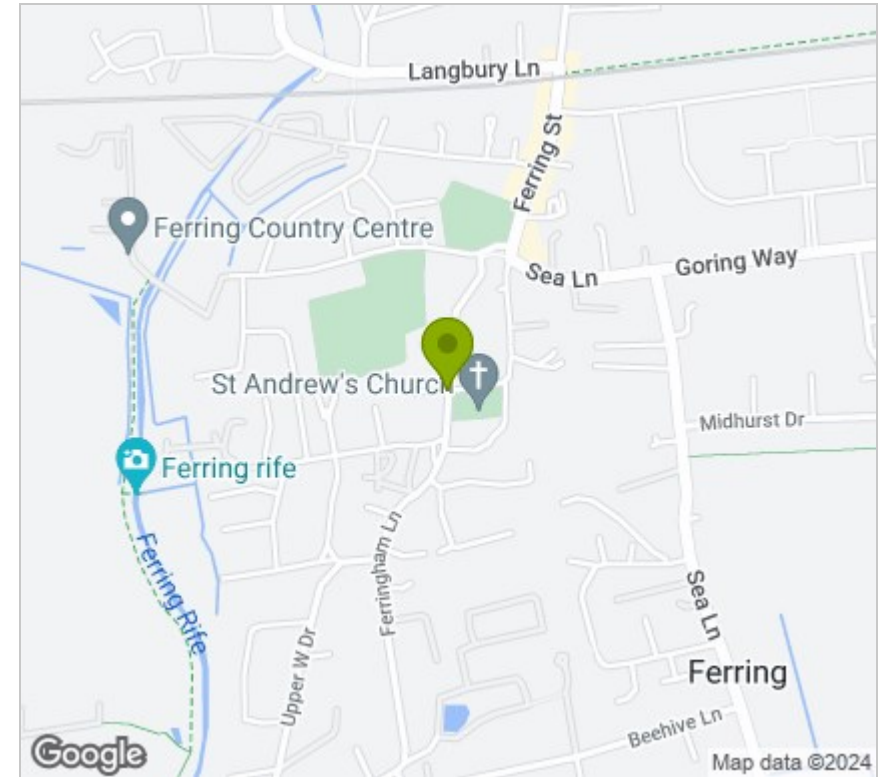 Langbury Ln
Ferring St
Ferring Country Centre
Sea Ln
Goring Way
St Andrew's Church
Midhurst Dr
Ferring rife
Ferring Rife
Ferringham Ln
Upper W Dr
Sea Ln
Ferring
Beehive Ln
Google
Map data ©2024